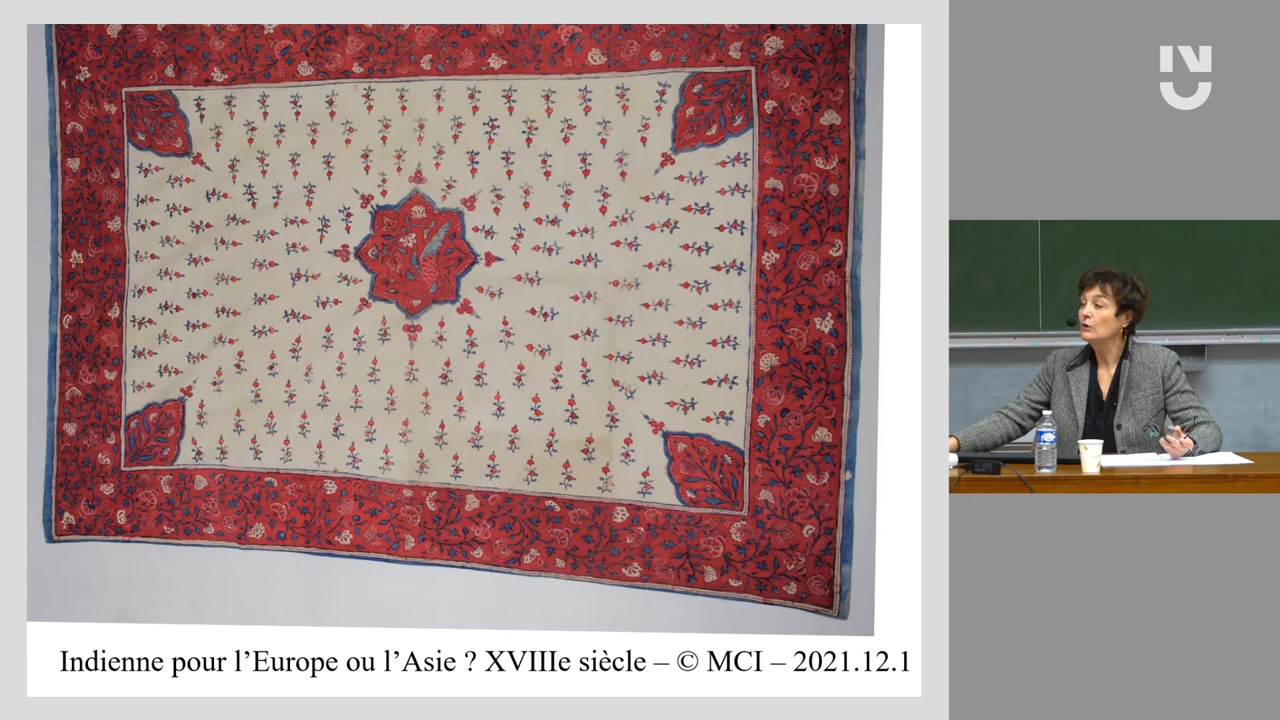 Indienne pour l’Europe ou l’Asie ? XVIIIe siècle – © MCI – 2021.12.1